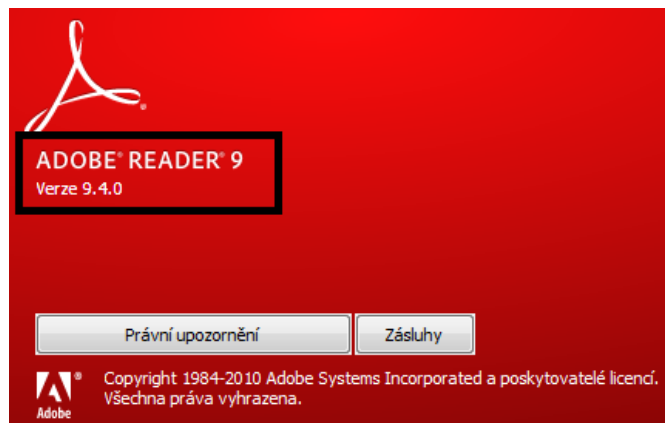 ADOBE® READER® 9
Verze 9.4.0
Právní upozornění
Zásluhy
Copyright 1984-2010 Adobe Systems Incorporated a poskytovatelé licencí.
Všechna práva vyhrazena.
Adobe